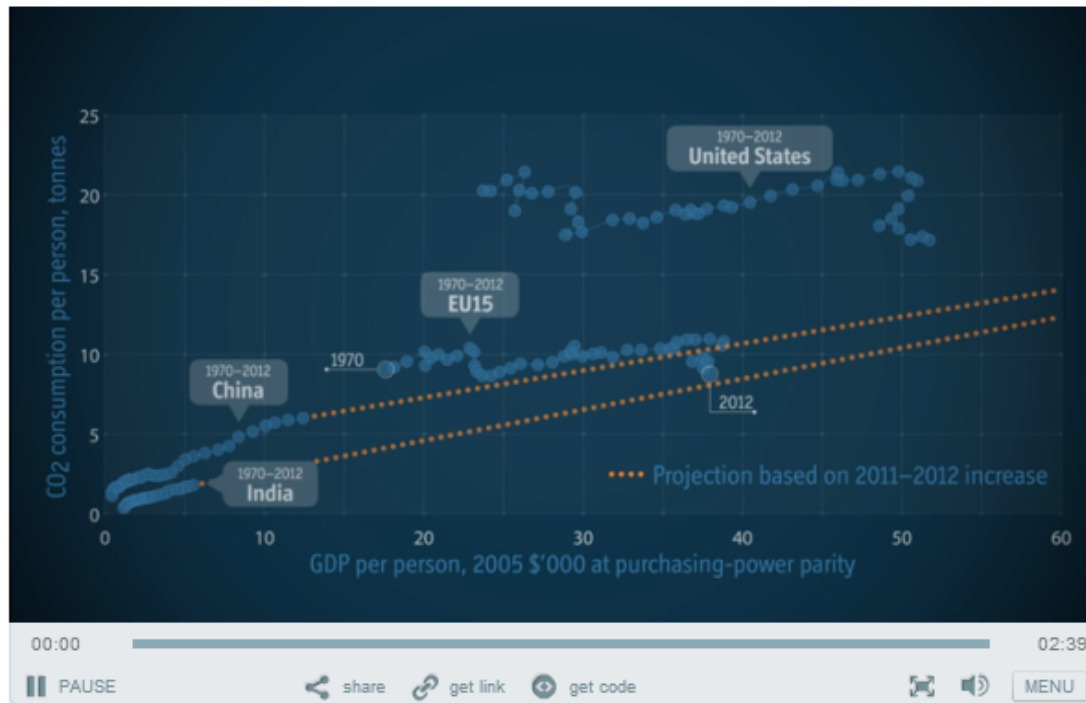 25
20
15
10
5
0
CO2 consumption per person, tonnes
1970–2012
United States
1970–2012
EU15
1970
1970–2012
China
2012
1970–2012
India
Projection based on 2011–2012 increase
0 10 20 30 40 50 60
GDP per person, 2005 $'000 at purchasing-power parity
00:00 02:39
PAUSE share get link get code MENU